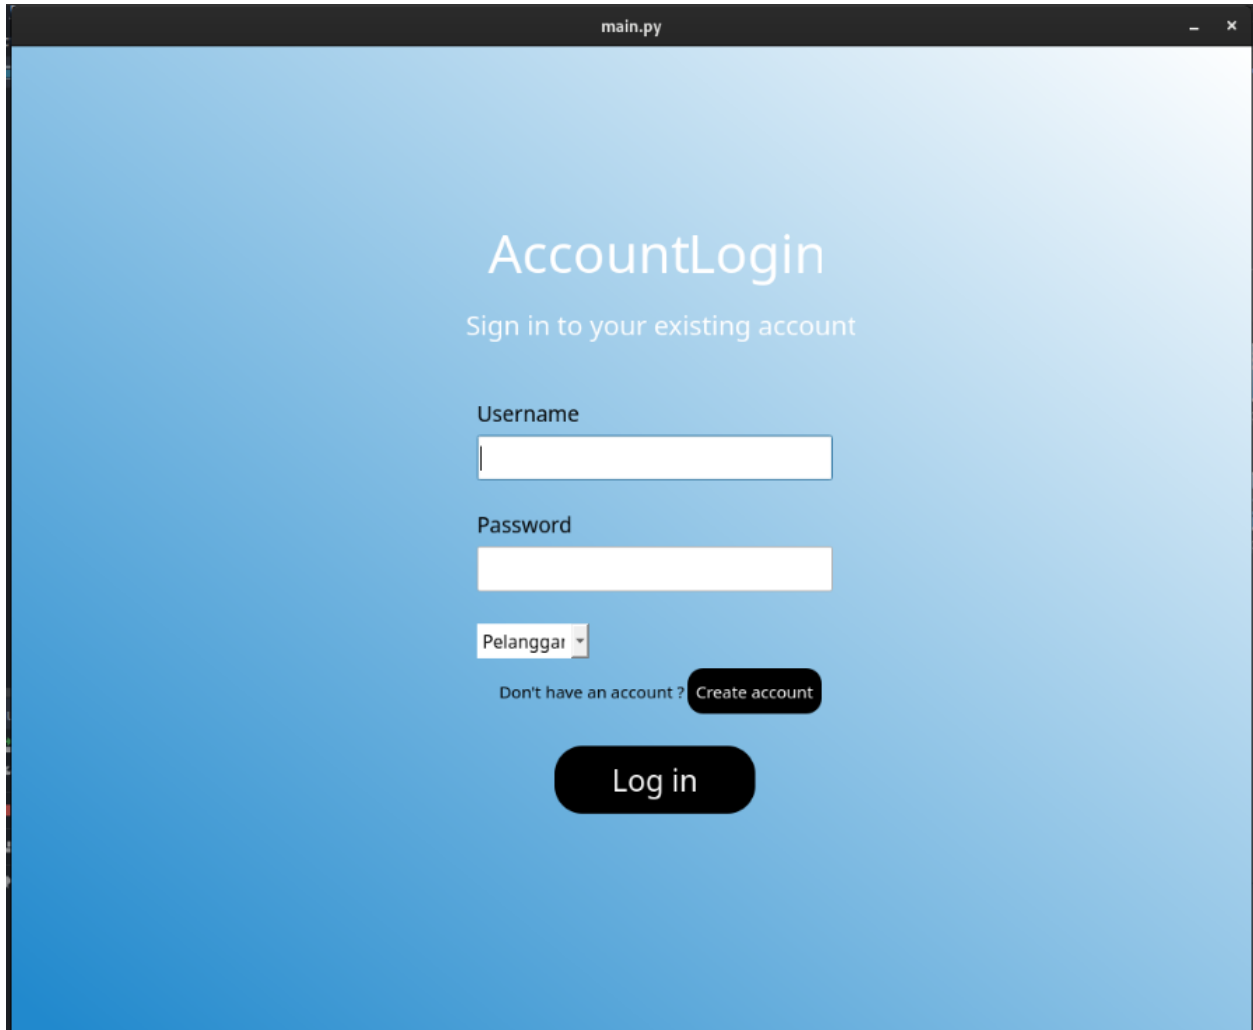 main.py
AccountLogin
Sign in to your existing account
Username
Password
Pelanggar
Don't have an account ? Create account
Log in